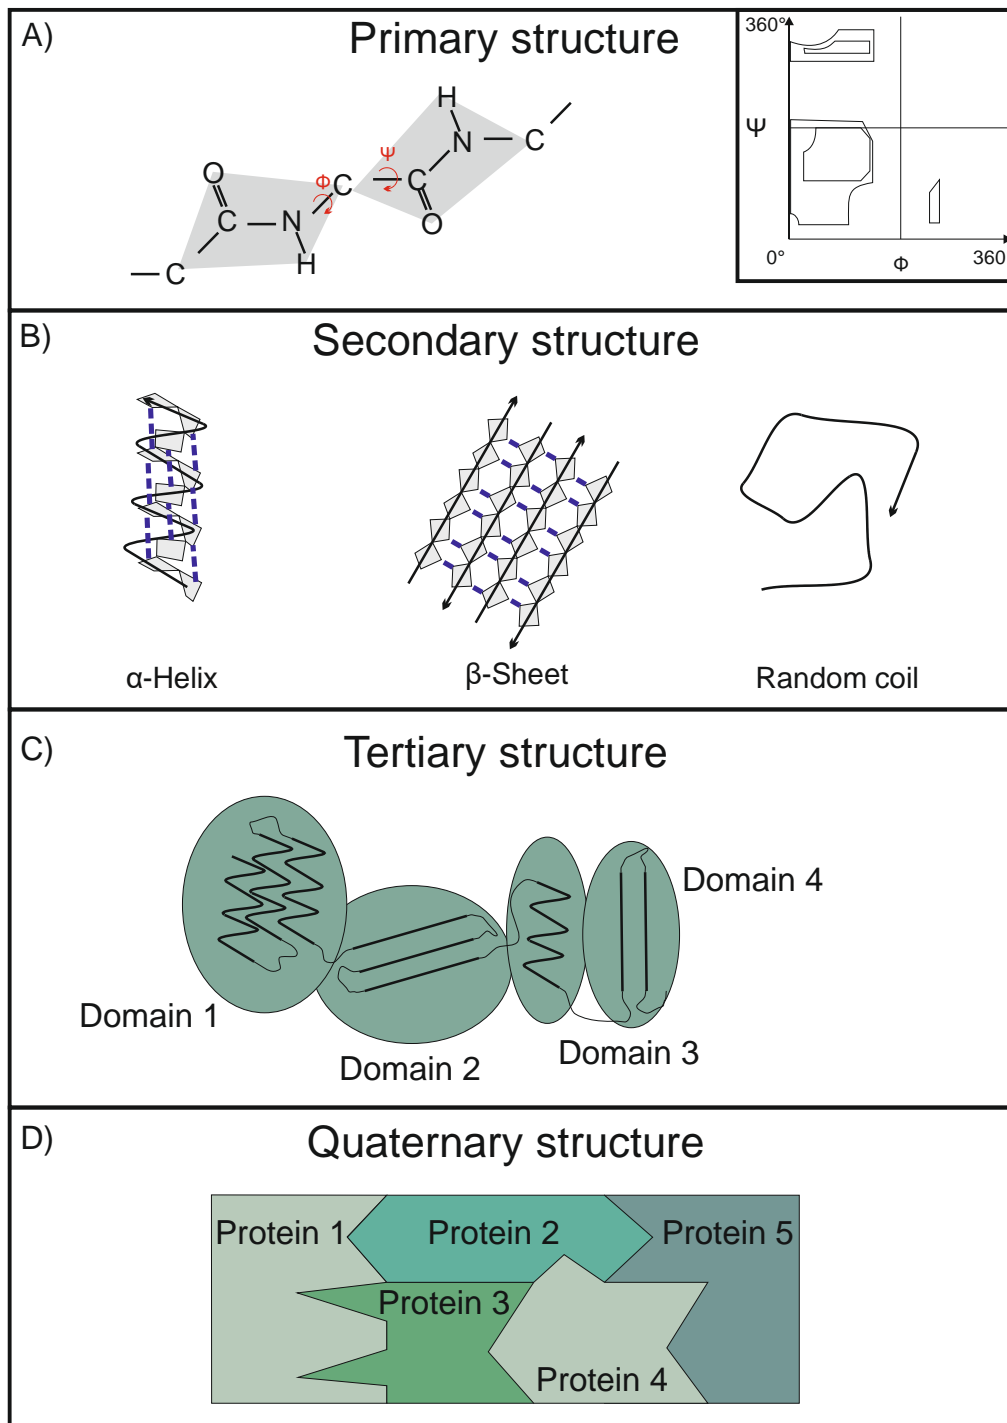 A)
Primary structure
360°
Ψ
0°
Φ
360
H
N
C
Ψ
O
Φ
C
C
C
N
O
H
C
B)
Secondary structure
α-Helix
β-Sheet
Random coil
C)
Tertiary structure
Domain 4
Domain 1
Domain 3
Domain 2
D)
Quaternary structure
Protein 1
Protein 2
Protein 5
Protein 3
Protein 4